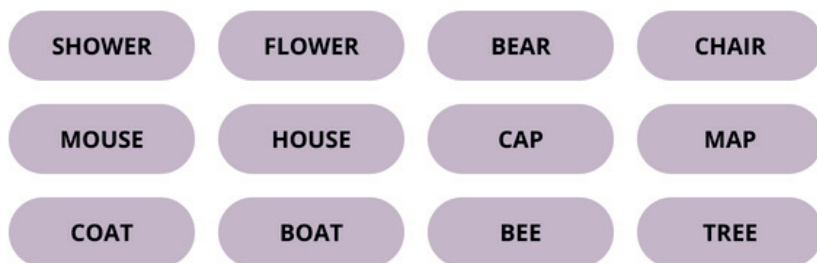 SHOWER FLOWER BEAR CHAIR
MOUSE HOUSE CAP MAP
COAT BOAT BEE TREE